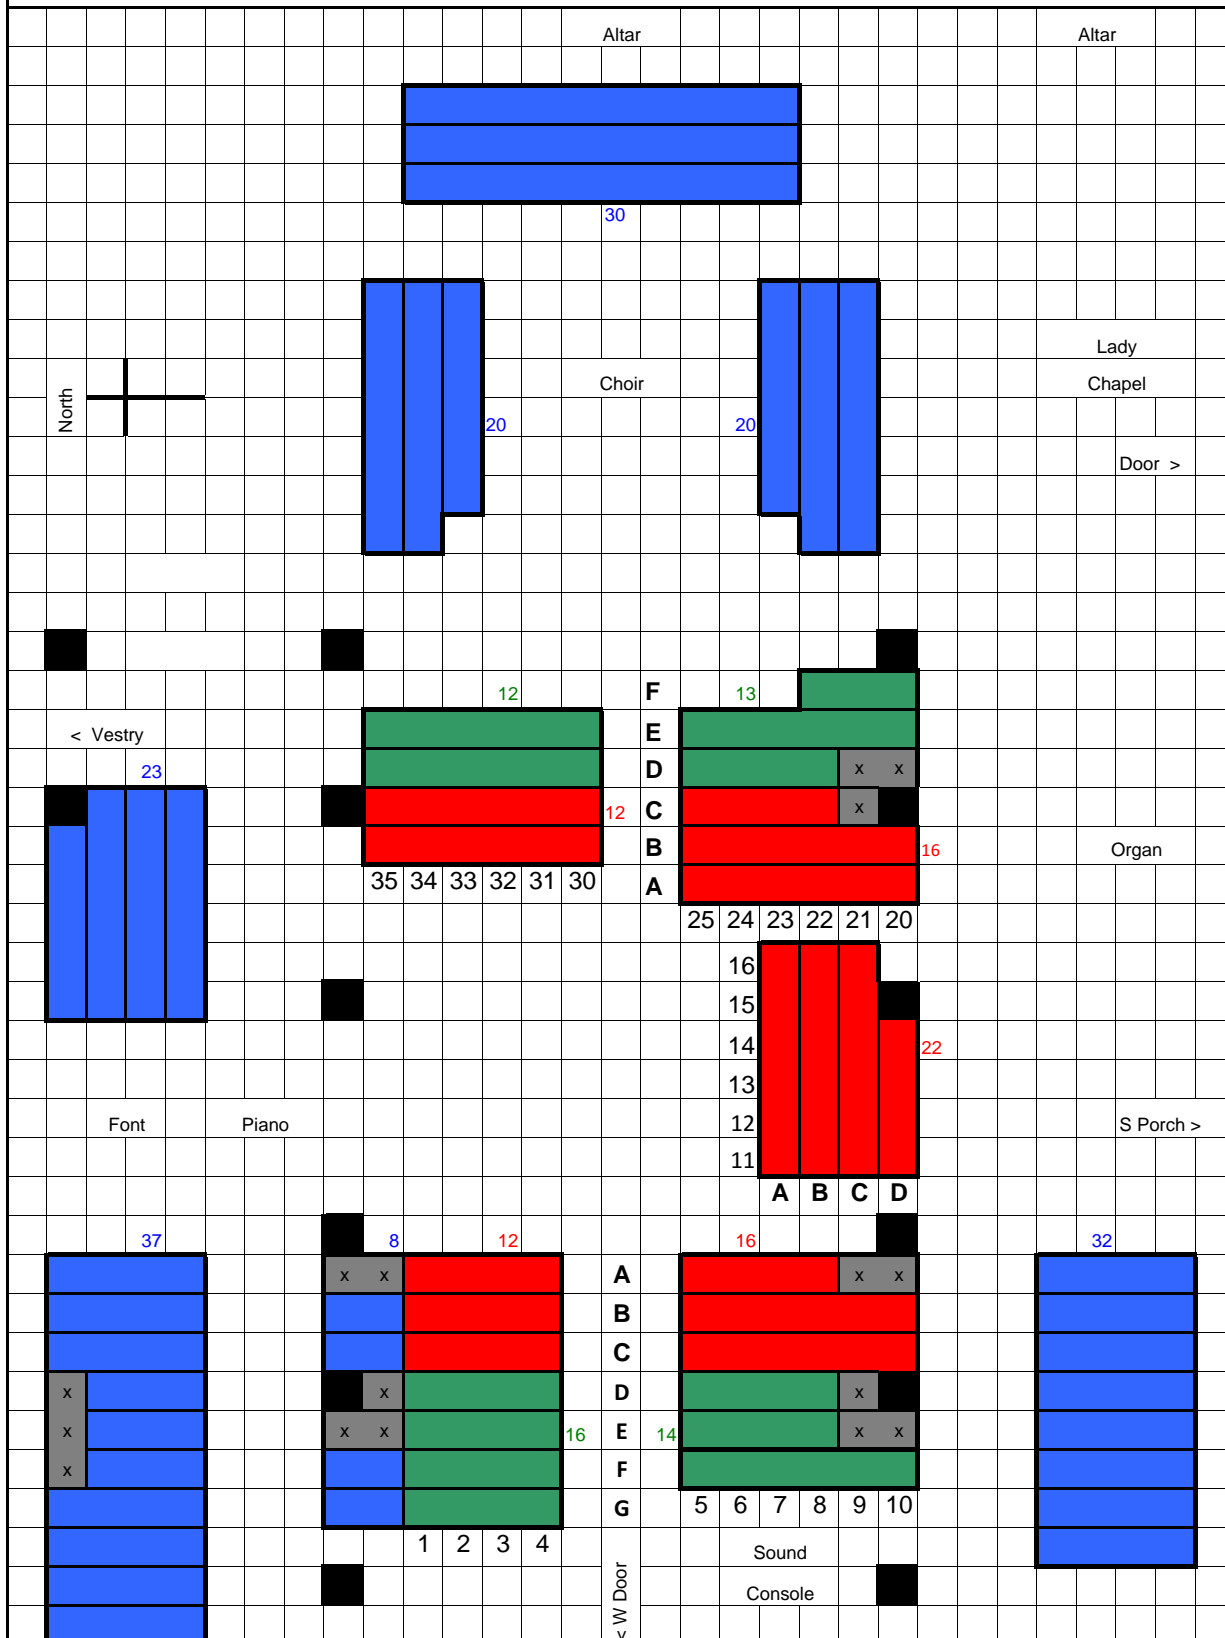 Altar Altar
30
Lady
North Choir Chapel
20 20
Door >
12 F 13
< Vestry E
23 D x x
12 C x
B 16 Organ
35 34 33 32 31 30 A
25 24 23 22 21 20
16
15
14 22
13
Font Piano 12 S Porch >
11
A B C D
37 8 12 16 32
x x A x x
B
C
x x D x
x x x 16 E 14 x x
x F
G 5 6 7 8 9 10
1 2 3 4 Sound
< W Door Console